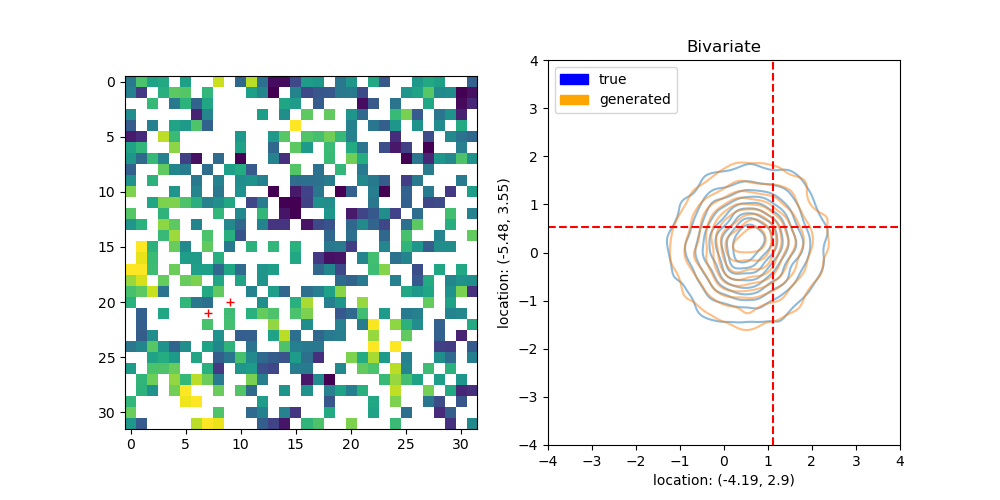 0
5
10
15
20
25
30
0 5 10 15 20 25 30
Bivariate
true
generated
4
3
2
1
0
−1
−2
−3
−4
−4 −3 −2 −1 0 1 2 3 4
location: (-5.48, 3.55)
location: (-4.19, 2.9)